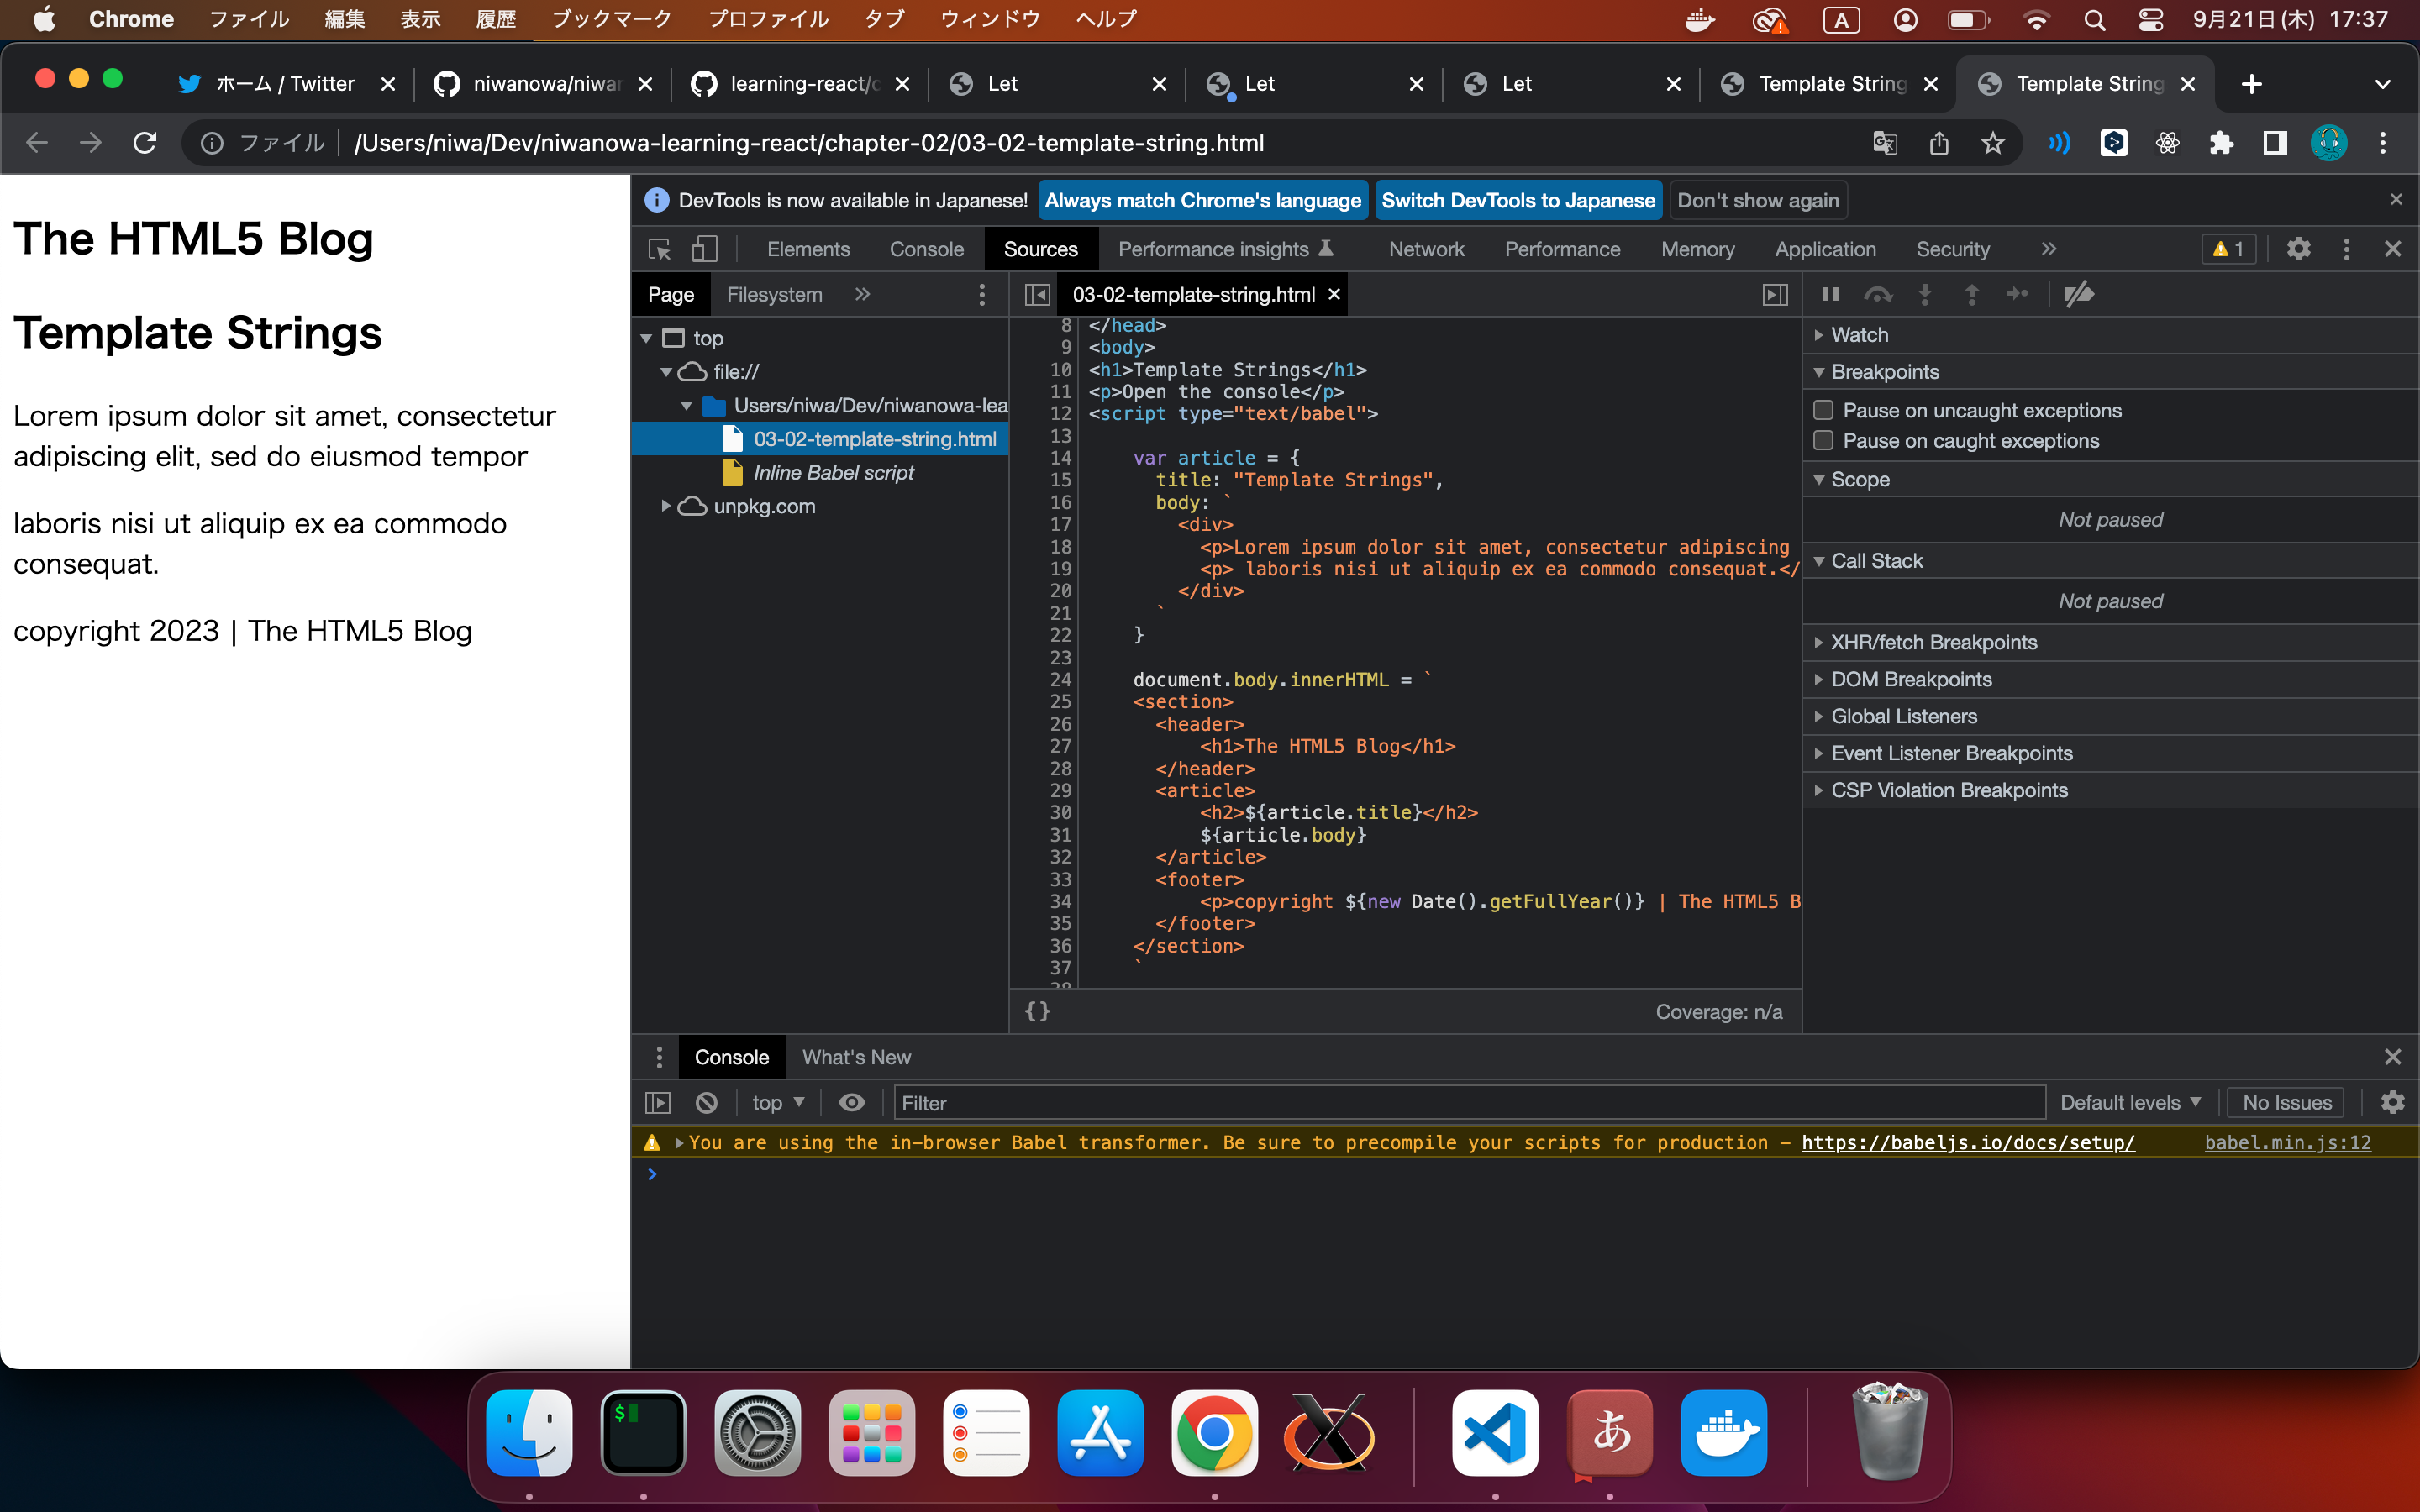 Chrome ファイル 編集 表示 履歴 ブックマーク プロファイル タブ ウィンドウ ヘルプ A 9月21日(木) 17:37
ホーム / Twitter niwanowa/niwan learning-react/c Let Let Let Template String Template String
ファイル /Users/niwa/Dev/niwanowa-learning-react/chapter-02/03-02-template-string.html
The HTML5 Blog
Template Strings
Lorem ipsum dolor sit amet, consectetur
adipiscing elit, sed do eiusmod tempor
laboris nisi ut aliquip ex ea commodo
consequat.
copyright 2023 | The HTML5 Blog
DevTools is now available in Japanese! Always match Chrome's language Switch DevTools to Japanese Don't show again
Elements Console Sources Performance insights Network Performance Memory Application Security 1
Page Filesystem
top
file://
Users/niwa/Dev/niwanowa-lea
03-02-template-string.html
Inline Babel script
unpkg.com
03-02-template-string.html
8 </head>
9 <body>
10 <h1>Template Strings</h1>
11 <p>Open the console</p>
12 <script type="text/babel">
13
14 var article = {
15 title: "Template Strings",
16 body: `
17 <div>
18 <p>Lorem ipsum dolor sit amet, consectetur adipiscing
19 <p> laboris nisi ut aliquip ex ea commodo consequat.</
20 </div>
21 `
22 }
23
24 document.body.innerHTML = `
25 <section>
26 <header>
27 <h1>The HTML5 Blog</h1>
28 </header>
29 <article>
30 <h2>${article.title}</h2>
31 ${article.body}
32 </article>
33 <footer>
34 <p>copyright ${new Date().getFullYear()} | The HTML5 B
35 </footer>
36 </section>
37 `
38
{} Coverage: n/a
Watch
Breakpoints
Pause on uncaught exceptions
Pause on caught exceptions
Scope
Not paused
Call Stack
Not paused
XHR/fetch Breakpoints
DOM Breakpoints
Global Listeners
Event Listener Breakpoints
CSP Violation Breakpoints
Console What's New
top Filter Default levels No Issues
You are using the in-browser Babel transformer. Be sure to precompile your scripts for production – https://babeljs.io/docs/setup/ babel.min.js:12
$ あ